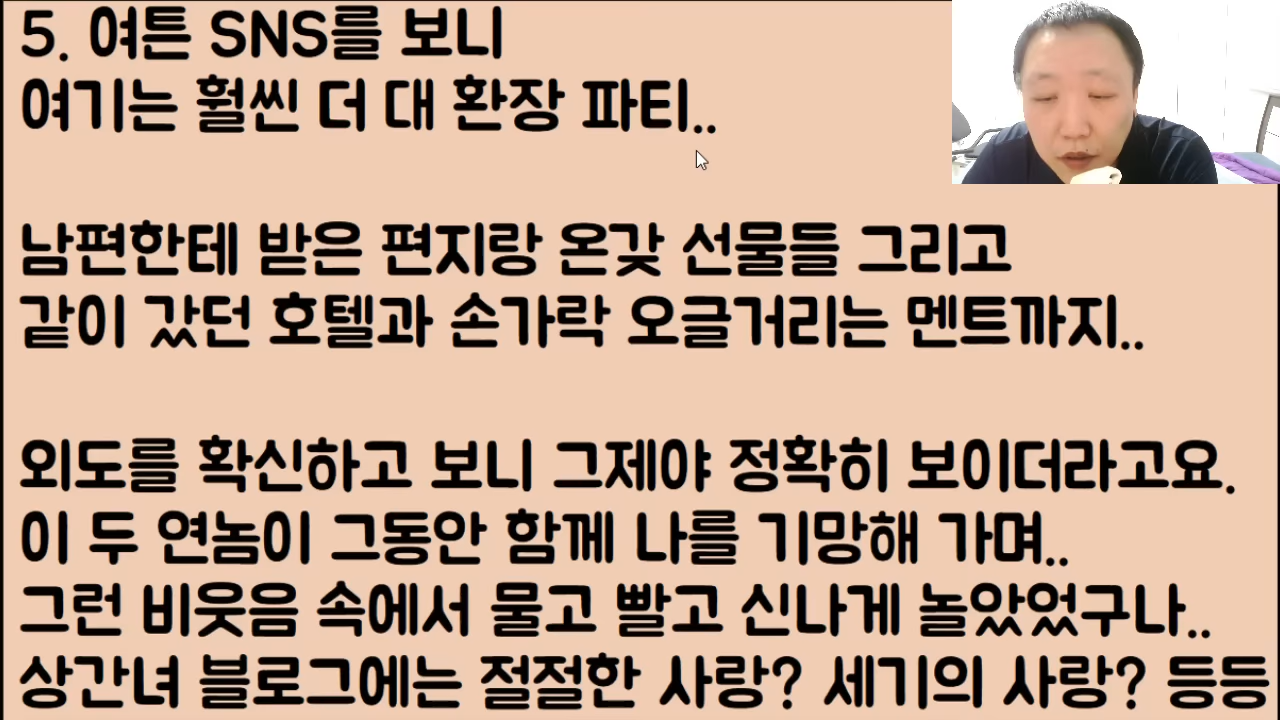 5. 여튼 SNS를 보니
여기는 훨씬 더 대 환장 파티..
남편한테 받은 편지랑 온갖 선물들 그리고
같이 갔던 호텔과 손가락 오글거리는 멘트까지..
외도를 확신하고 보니 그제야 정확히 보이더라고요.
이 두 연놈이 그동안 함께 나를 기망해 가며..
그런 비웃음 속에서 물고 빨고 신나게 놀았었구나..
상간녀 블로그에는 절절한 사랑? 세기의 사랑? 등등